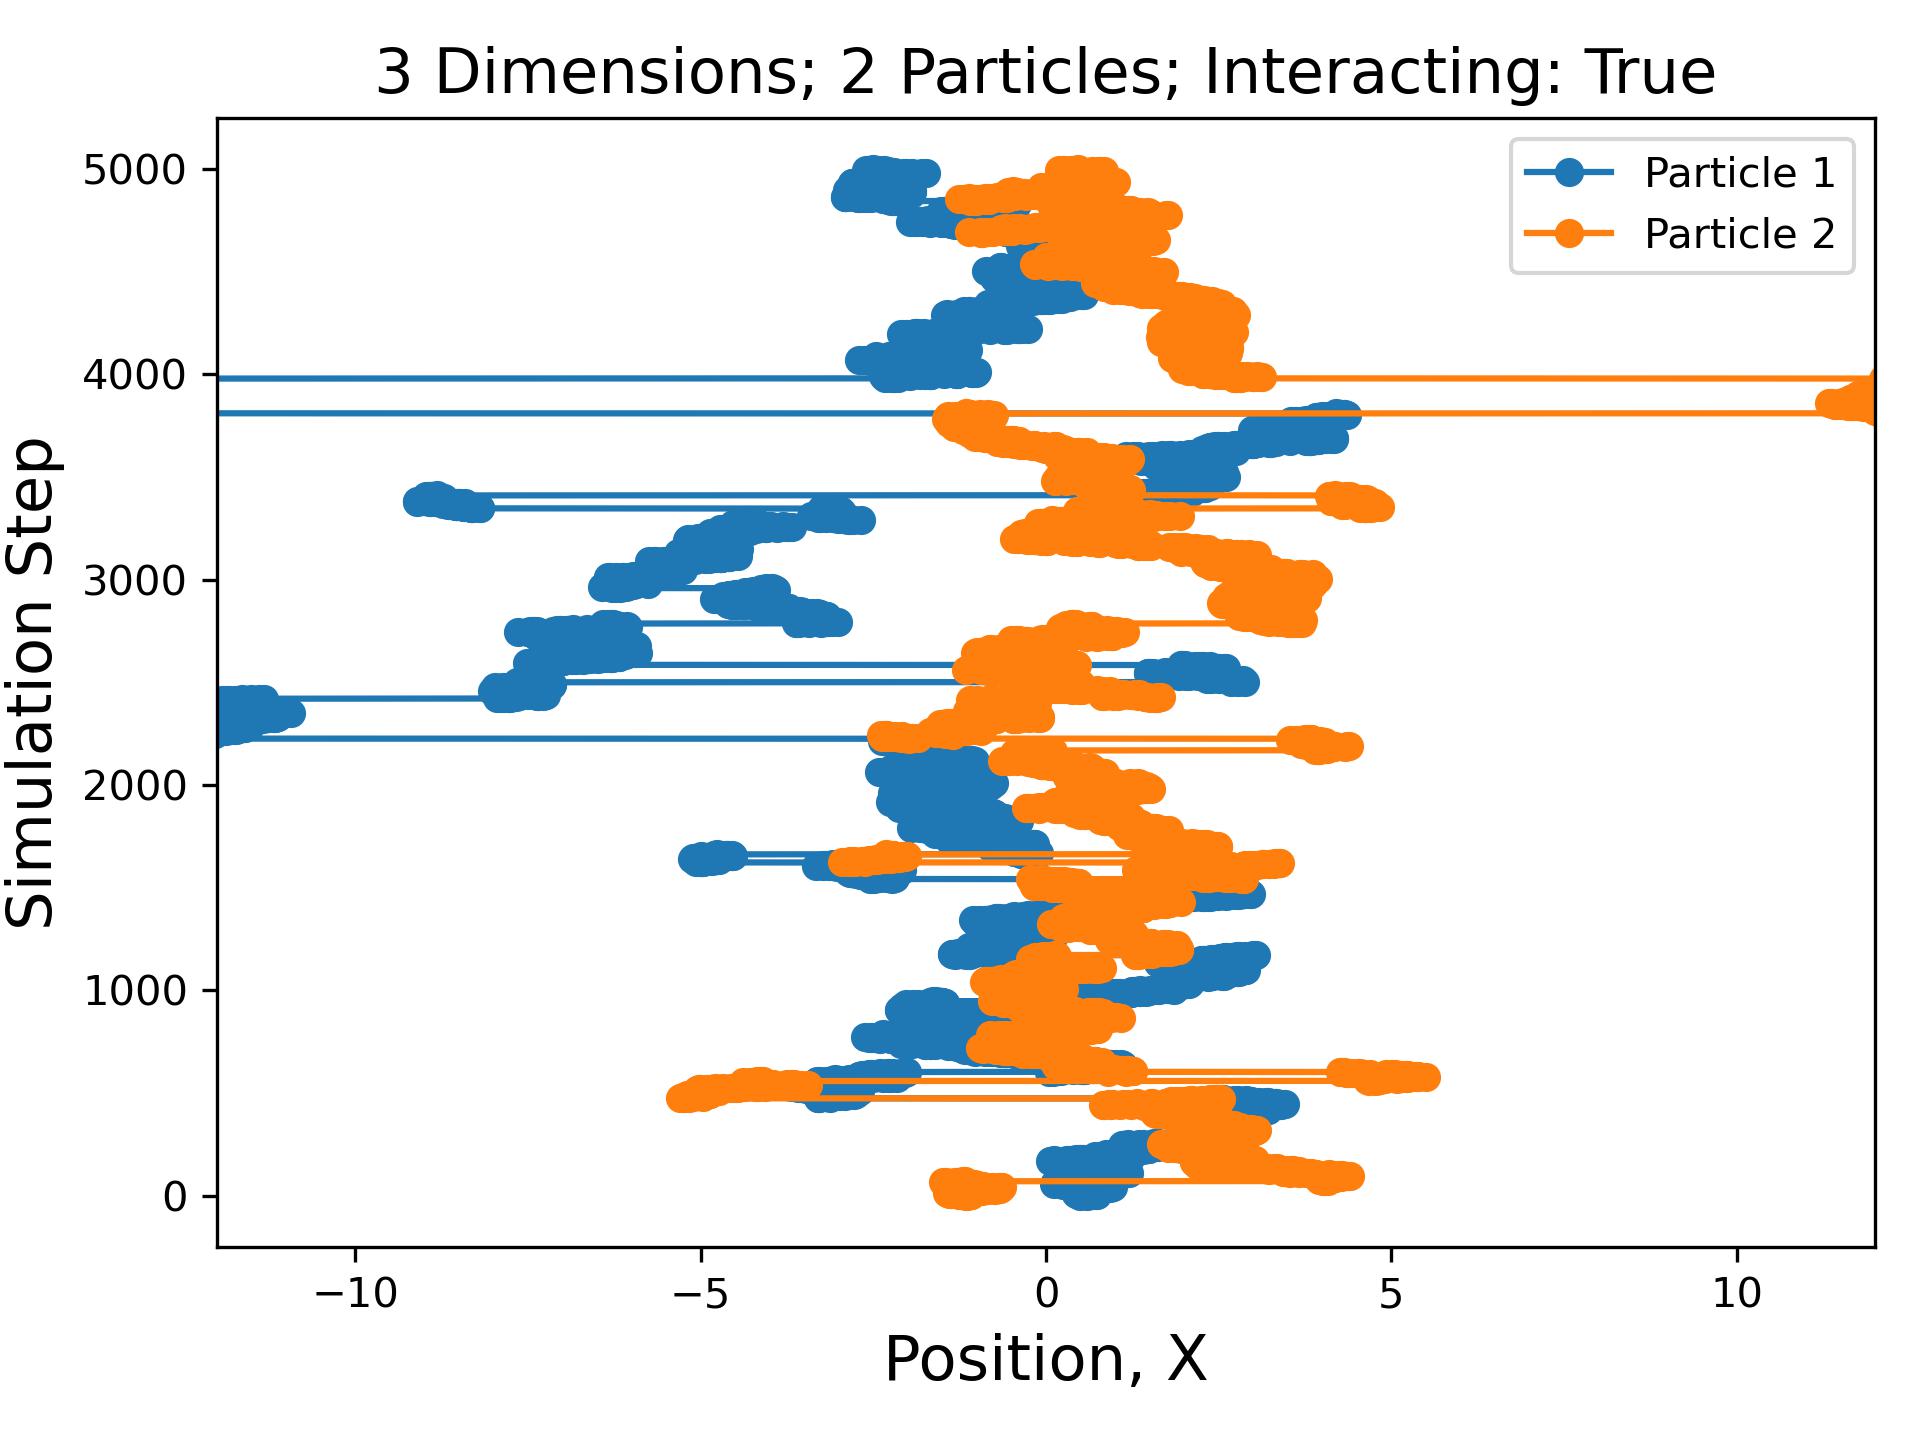 3 Dimensions; 2 Particles; Interacting: True
Particle 1
Particle 2
5000
4000
3000
2000
1000
0
Simulation Step
−10
−5
0
5
10
Position, X